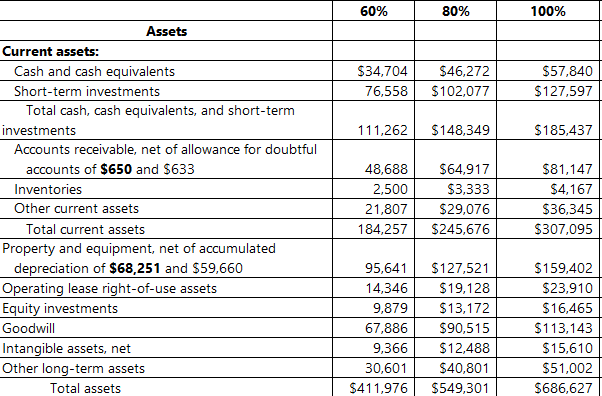 60% 80% 100%
Assets
Current assets:
Cash and cash equivalents $34,704 $46,272 $57,840
Short-term investments 76,558 $102,077 $127,597
Total cash, cash equivalents, and short-term
investments 111,262 $148,349 $185,437
Accounts receivable, net of allowance for doubtful
accounts of $650 and $633 48,688 $64,917 $81,147
Inventories 2,500 $3,333 $4,167
Other current assets 21,807 $29,076 $36,345
Total current assets 184,257 $245,676 $307,095
Property and equipment, net of accumulated
depreciation of $68,251 and $59,660 95,641 $127,521 $159,402
Operating lease right-of-use assets 14,346 $19,128 $23,910
Equity investments 9,879 $13,172 $16,465
Goodwill 67,886 $90,515 $113,143
Intangible assets, net 9,366 $12,488 $15,610
Other long-term assets 30,601 $40,801 $51,002
Total assets $411,976 $549,301 $686,627